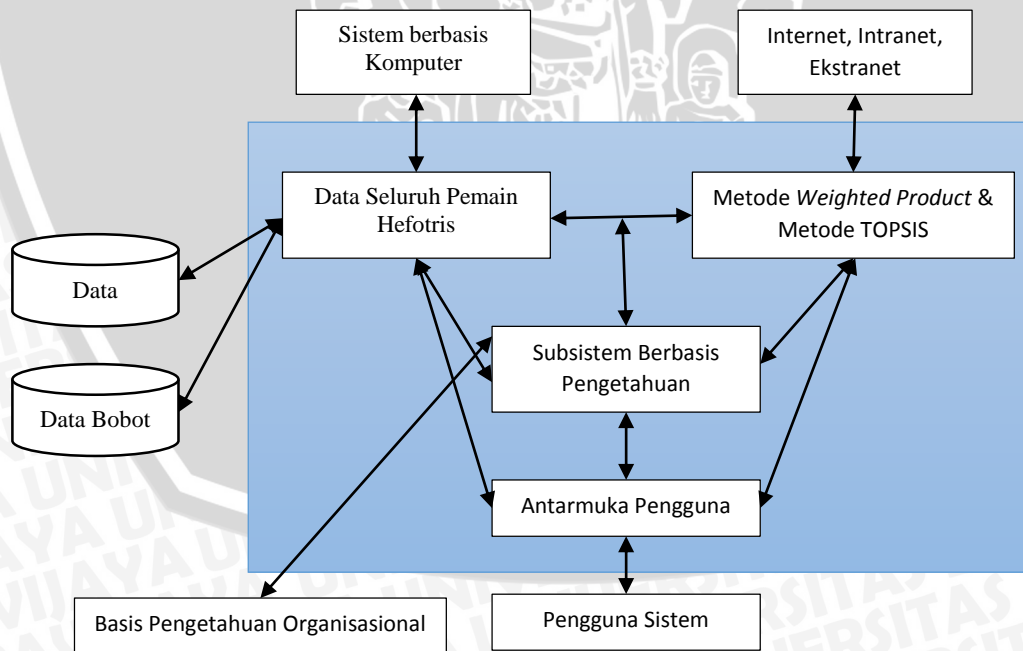 Sistem berbasis
Komputer
Internet, Intranet,
Ekstranet
Data Seluruh Pemain
Hefotris
Metode Weighted Product &
Metode TOPSIS
Data
Data Bobot
Subsistem Berbasis
Pengetahuan
Antarmuka Pengguna
Basis Pengetahuan Organisasional
Pengguna Sistem